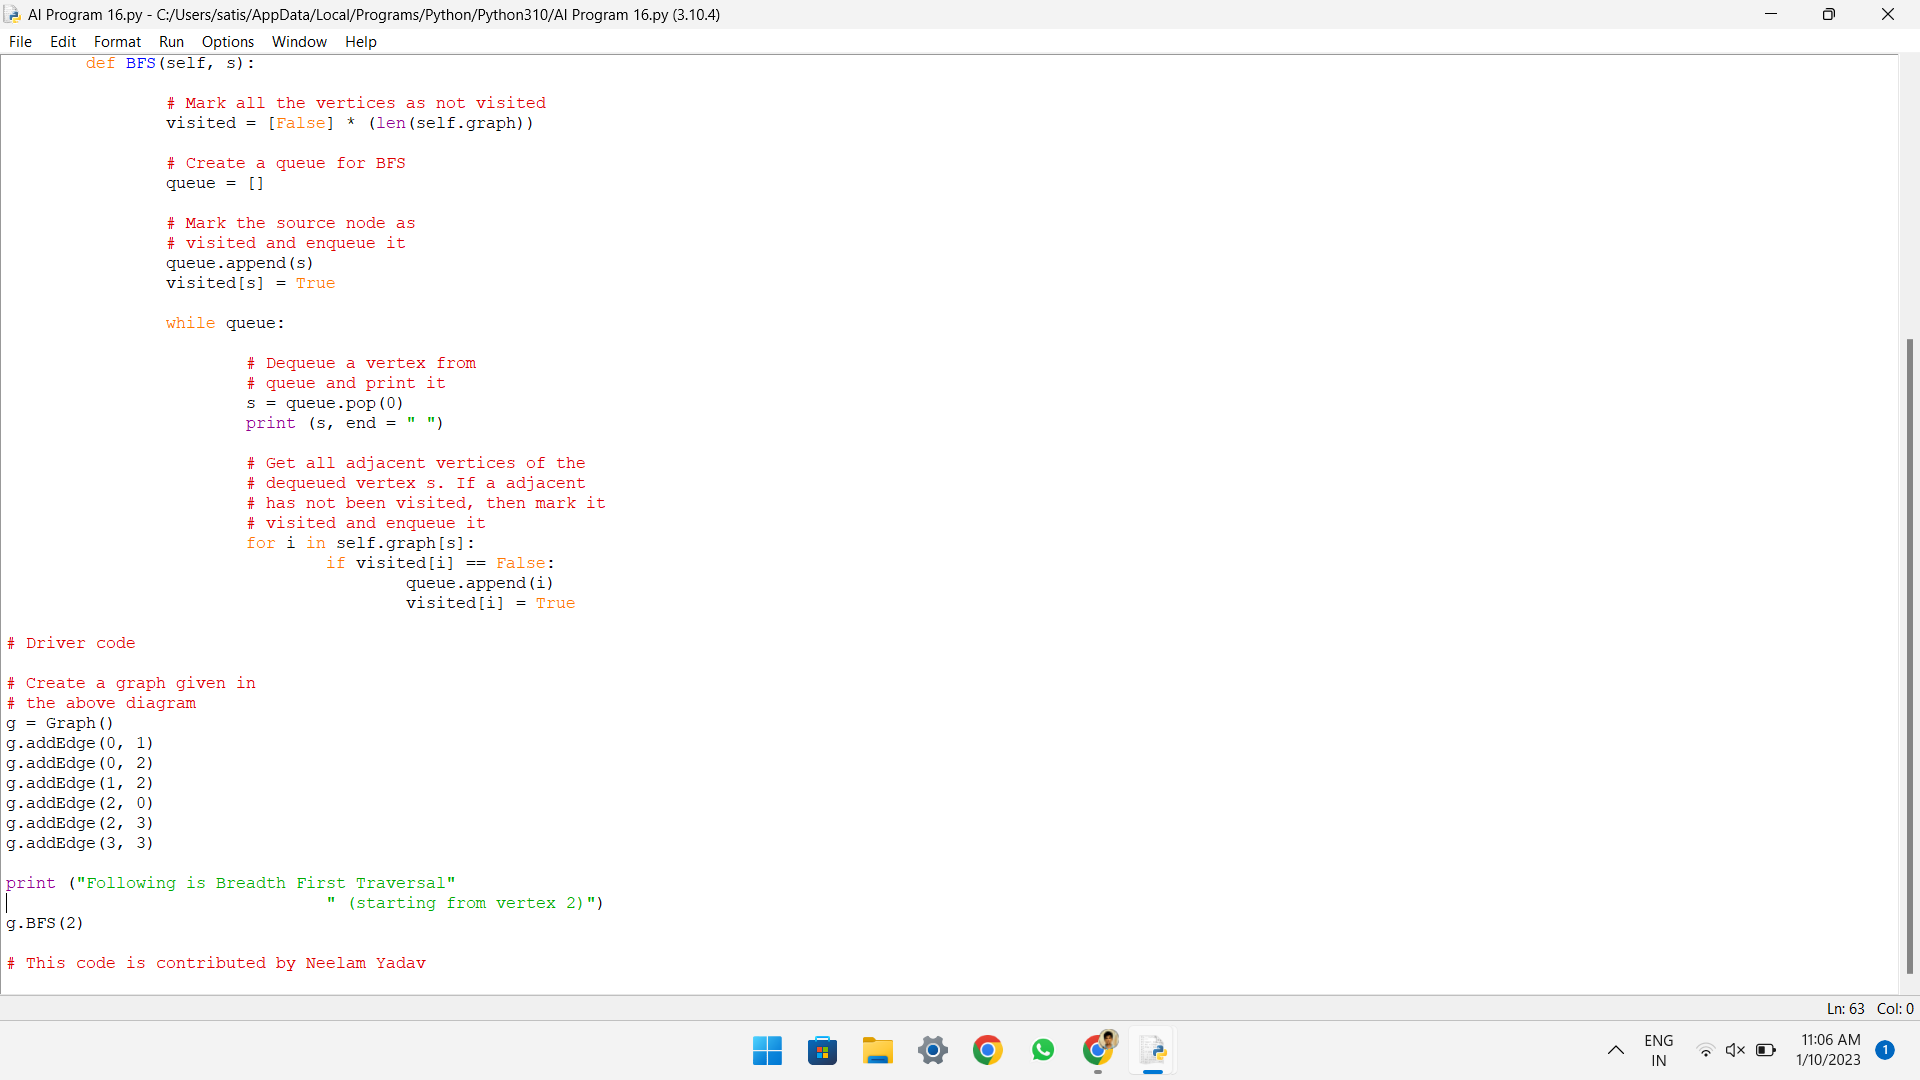 AI Program 16.py - C:/Users/satis/AppData/Local/Programs/Python/Python310/AI Program 16.py (3.10.4)
File Edit Format Run Options Window Help
def BFS(self, s):
# Mark all the vertices as not visited
visited = [False] * (len(self.graph))
# Create a queue for BFS
queue = []
# Mark the source node as
# visited and enqueue it
queue.append(s)
visited[s] = True
while queue:
# Dequeue a vertex from
# queue and print it
s = queue.pop(0)
print (s, end = " ")
# Get all adjacent vertices of the
# dequeued vertex s. If a adjacent
# has not been visited, then mark it
# visited and enqueue it
for i in self.graph[s]:
if visited[i] == False:
queue.append(i)
visited[i] = True
# Driver code
# Create a graph given in
# the above diagram
g = Graph()
g.addEdge(0, 1)
g.addEdge(0, 2)
g.addEdge(1, 2)
g.addEdge(2, 0)
g.addEdge(2, 3)
g.addEdge(3, 3)
print ("Following is Breadth First Traversal"
" (starting from vertex 2)")
g.BFS(2)
# This code is contributed by Neelam Yadav
Ln: 63 Col: 0
ENG
IN
11:06 AM
1/10/2023
1